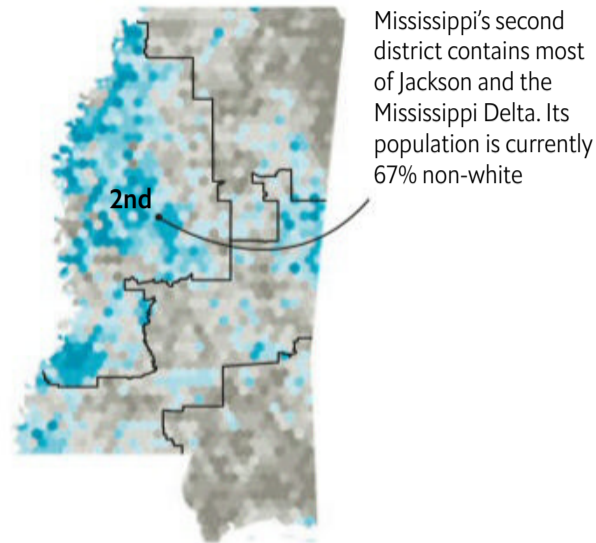 Mississippi’s second
district contains most
of Jackson and the
Mississippi Delta. Its
population is currently
67% non-white
2nd